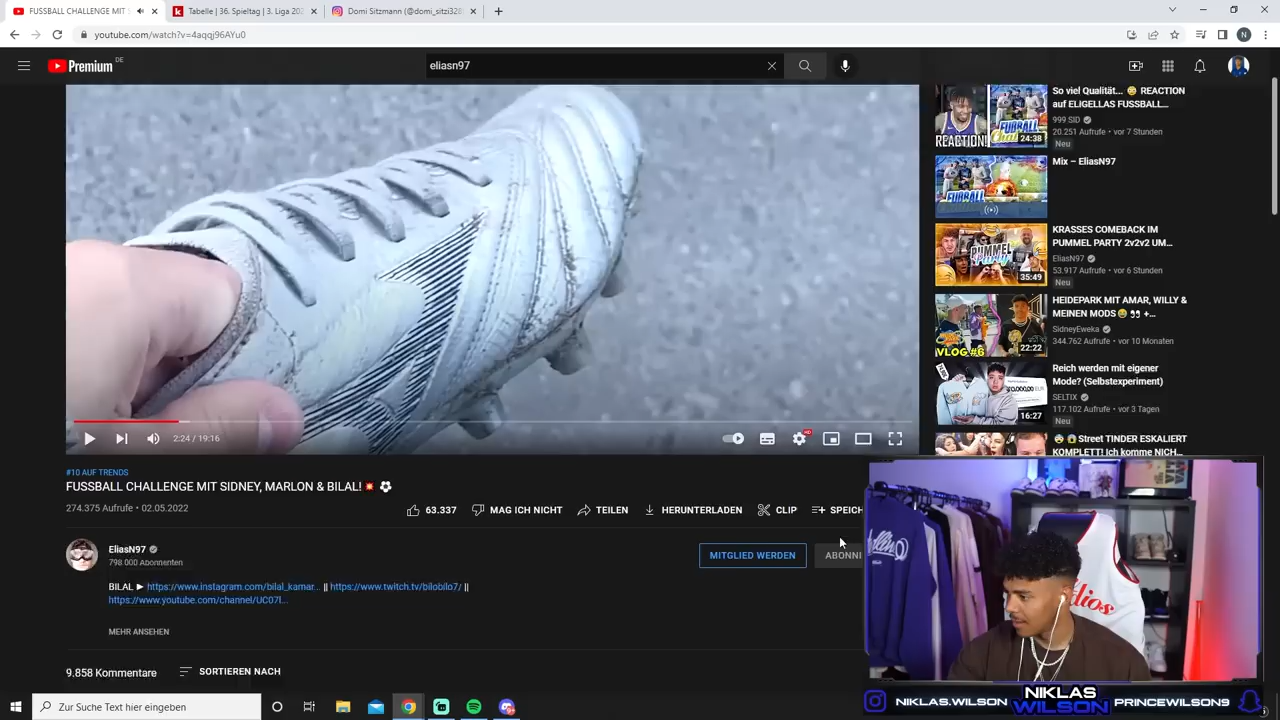 FUSSBALL CHALLENGE MIT S
Tabelle | 36. Spieltag | 3. Liga 202
Domi Sitzmann (@domi_sitzi328
youtube.com/watch?v=4aqqj96AYu0
Premium DE
eliasn97
So viel Qualität... 😳 REACTION
auf ELIGELLAS FUSSBALL...
999 SID
20.251 Aufrufe • vor 7 Stunden
Neu
REACTION!
24:38
Mix – EliasN97
KRASSES COMEBACK IM
PUMMEL PARTY 2v2v2 UM...
EliasN97
53.917 Aufrufe • vor 6 Stunden
Neu
35:49
HEIDEPARK MIT AMAR, WILLY &
MEINEN MODS😂 👀 +...
SidneyEweka
344.762 Aufrufe • vor 10 Monaten
VLOG #6
22:22
Reich werden mit eigener
Mode? (Selbstexperiment)
SELTIX
117.102 Aufrufe • vor 3 Tagen
Neu
16:27
😨 😱Street TINDER ESKALIERT
KOMPLETT! Ich komme NICH
2:24 / 19:16
HD
#10 AUF TRENDS
FUSSBALL CHALLENGE MIT SIDNEY, MARLON & BILAL!💥 ⚽
274.375 Aufrufe • 02.05.2022
63.337
MAG ICH NICHT
TEILEN
HERUNTERLADEN
CLIP
SPEICH
EliasN97
798.000 Abonnenten
MITGLIED WERDEN
ABONNI
BILAL ► https://www.instagram.com/bilal_kamar... || https://www.twitch.tv/bilobilo7/ ||
https://www.youtube.com/channel/UC07l...
MEHR ANSEHEN
9.858 Kommentare
SORTIEREN NACH
NIKLAS.WILSON
NIKLAS
WILSON
PRINCEWILSON9
Zur Suche Text hier eingeben